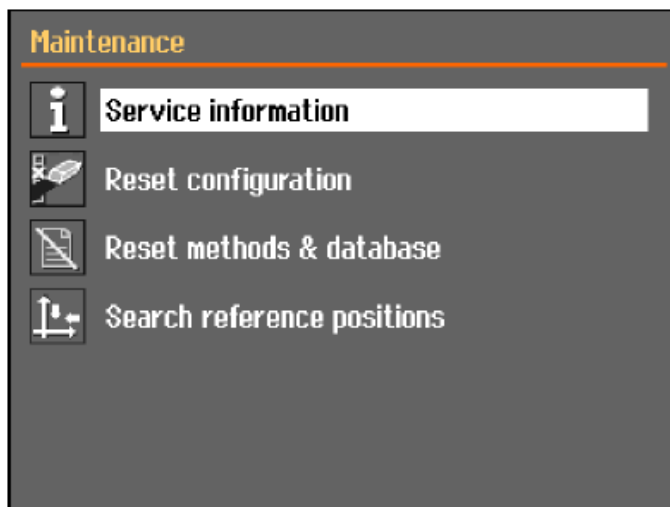 Maintenance
Service information
Reset configuration
Reset methods & database
Search reference positions